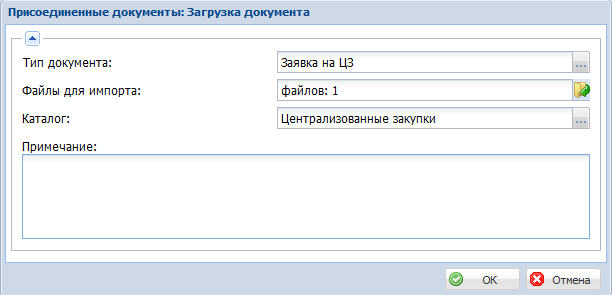 Присоединенные документы: Загрузка документа
Тип документа: Заявка на ЦЗ ...
Файлы для импорта: файлов: 1
Каталог: Централизованные закупки ...
Примечание:
ОК Отмена